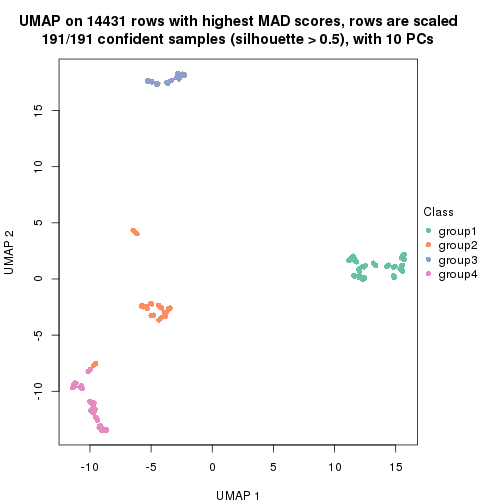 UMAP on 14431 rows with highest MAD scores, rows are scaled
191/191 confident samples (silhouette > 0.5), with 10 PCs
15
10
5
0
-5
-10
UMAP 2
-10
-5
0
5
10
15
UMAP 1
Class
group1
group2
group3
group4